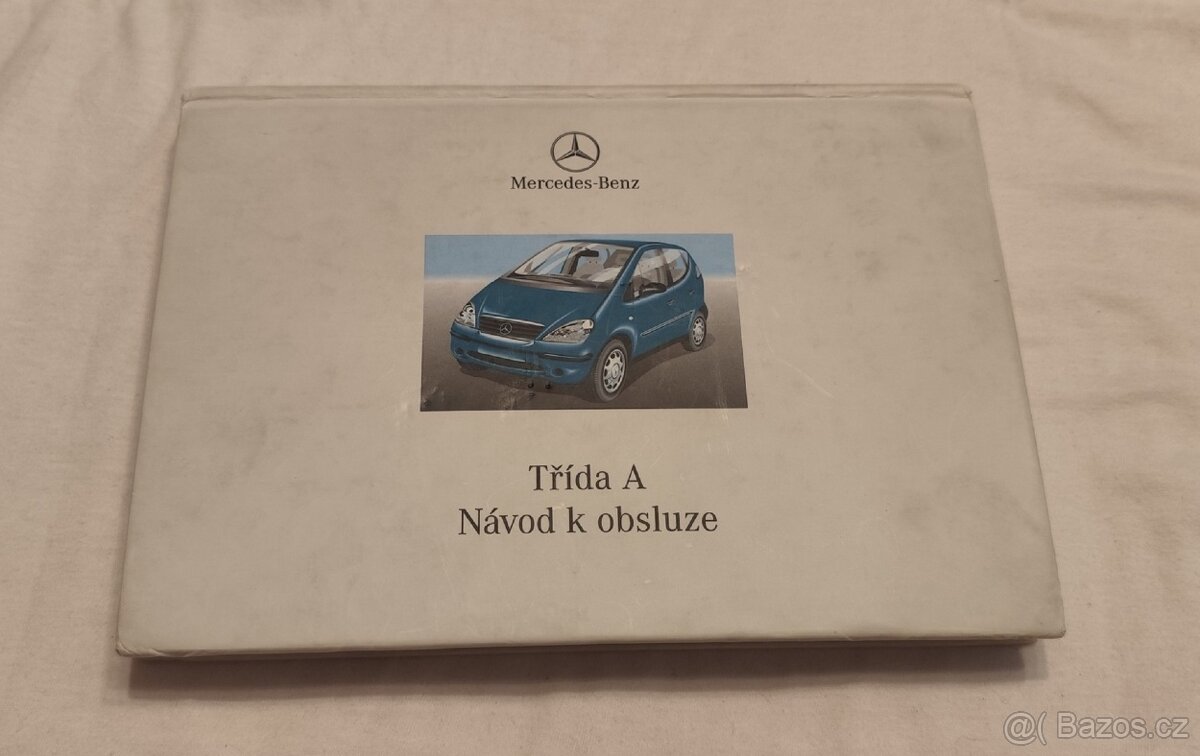 Mercedes-Benz
Třída A
Návod k obsluze
@( Bazos.cz